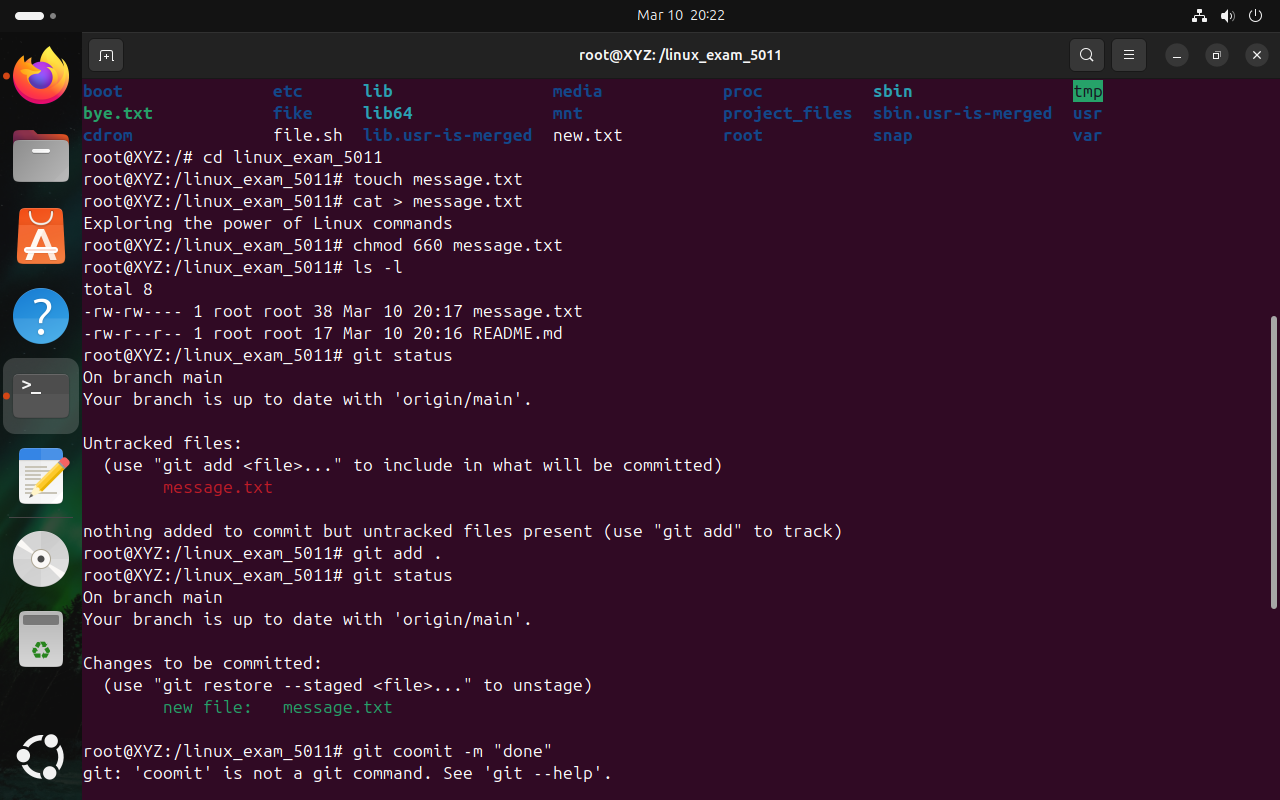 Mar 10 20:22
root@XYZ: /linux_exam_5011
boot etc lib media proc sbin tmp
bye.txt fike lib64 mnt project_files sbin.usr-is-merged usr
cdrom file.sh lib.usr-is-merged new.txt root snap var
root@XYZ:/# cd linux_exam_5011
root@XYZ:/linux_exam_5011# touch message.txt
root@XYZ:/linux_exam_5011# cat > message.txt
Exploring the power of Linux commands
root@XYZ:/linux_exam_5011# chmod 660 message.txt
root@XYZ:/linux_exam_5011# ls -l
total 8
-rw-rw---- 1 root root 38 Mar 10 20:17 message.txt
-rw-r--r-- 1 root root 17 Mar 10 20:16 README.md
root@XYZ:/linux_exam_5011# git status
On branch main
Your branch is up to date with 'origin/main'.
Untracked files:
(use "git add <file>..." to include in what will be committed)
message.txt
nothing added to commit but untracked files present (use "git add" to track)
root@XYZ:/linux_exam_5011# git add .
root@XYZ:/linux_exam_5011# git status
On branch main
Your branch is up to date with 'origin/main'.
Changes to be committed:
(use "git restore --staged <file>..." to unstage)
new file: message.txt
root@XYZ:/linux_exam_5011# git coomit -m "done"
git: 'coomit' is not a git command. See 'git --help'.